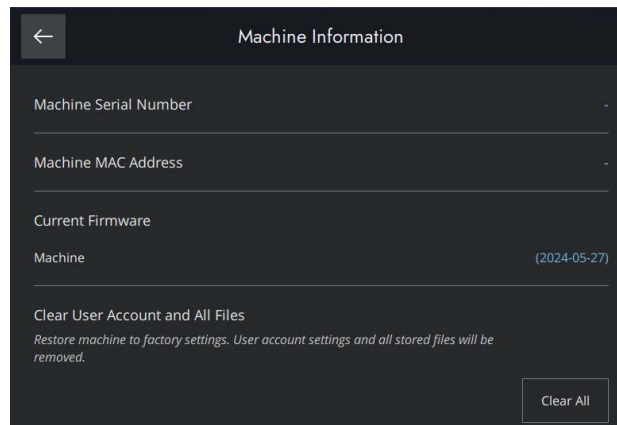 Machine Information
Machine Serial Number -
Machine MAC Address -
Current Firmware
Machine (2024-05-27)
Clear User Account and All Files
Restore machine to factory settings. User account settings and all stored files will be
removed.
Clear All